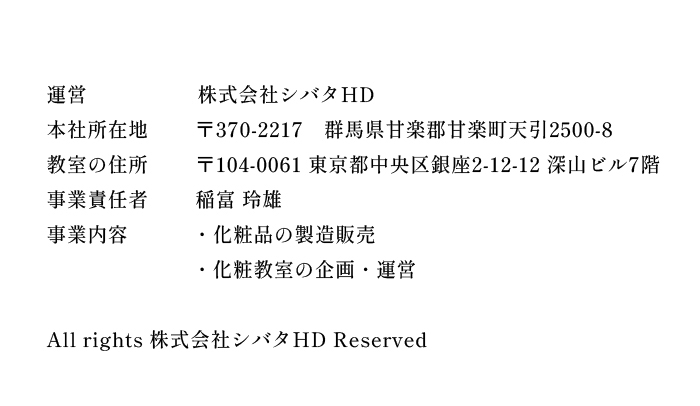 運営 株式会社シバタHD
本社所在地 〒370-2217 群馬県甘楽郡甘楽町天引2500-8
教室の住所 〒104-0061 東京都中央区銀座2-12-12 深山ビル7階
事業責任者 稲富 玲雄
事業内容 ・化粧品の製造販売
・化粧教室の企画・運営
All rights 株式会社シバタHD Reserved